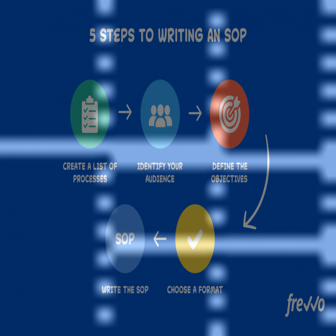 5 STEPS TO WRITING AN SOP
CREATE A LIST OF
PROCESSES
IDENTIFY YOUR
AUDIENCE
DEFINE THE
OBJECTIVES
SOP
WRITE THE SOP
CHOOSE A FORMAT
frevvo